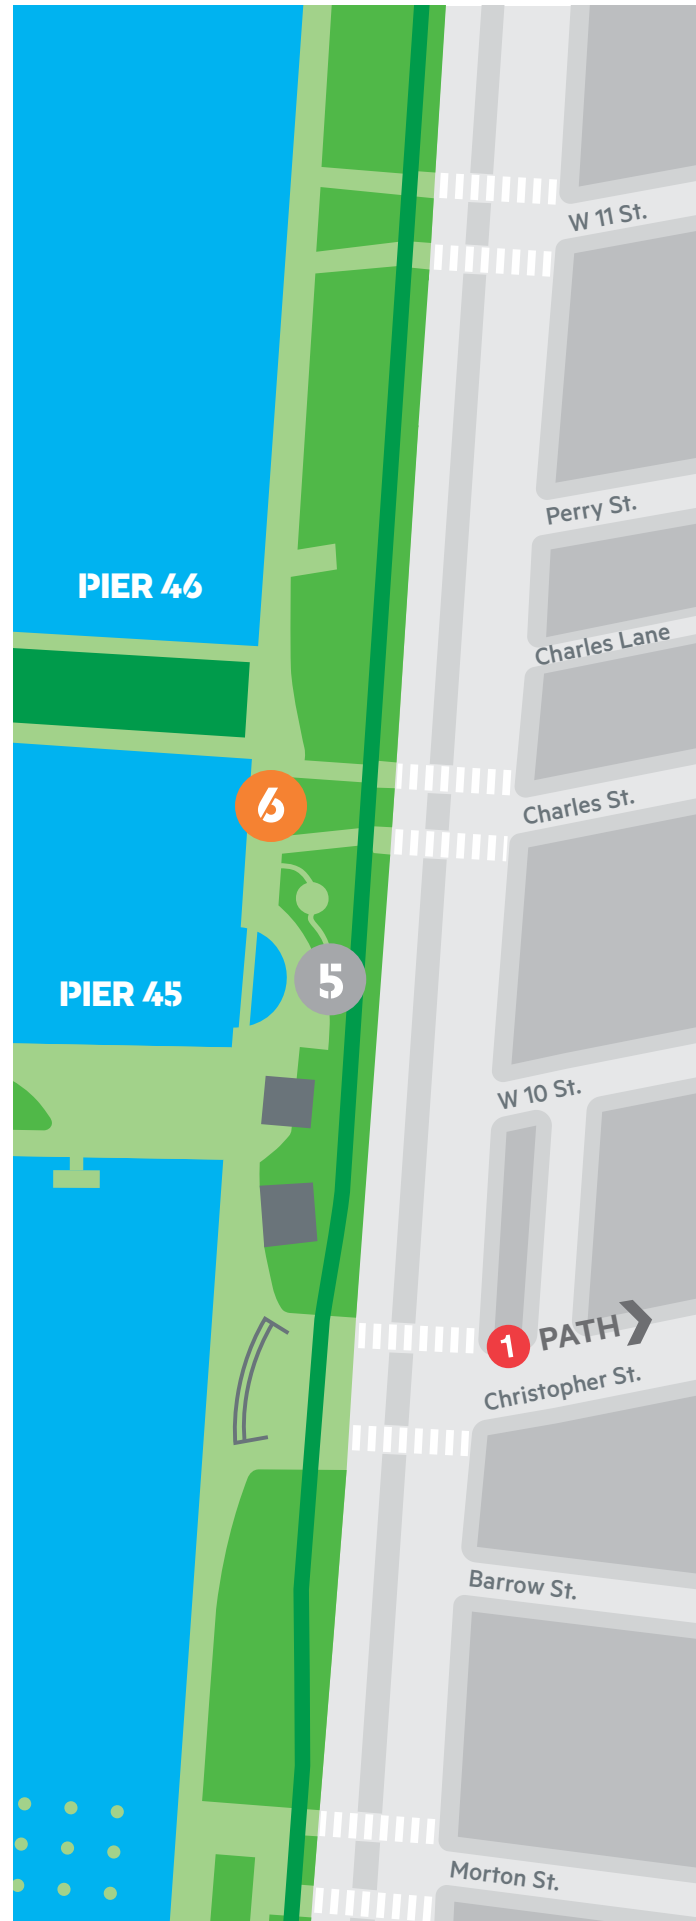 W 11 St.
Perry St.
PIER 46
Charles Lane
6
Charles St.
5
PIER 45
W 10 St.
1 PATH
Christopher St.
Barrow St.
Morton St.